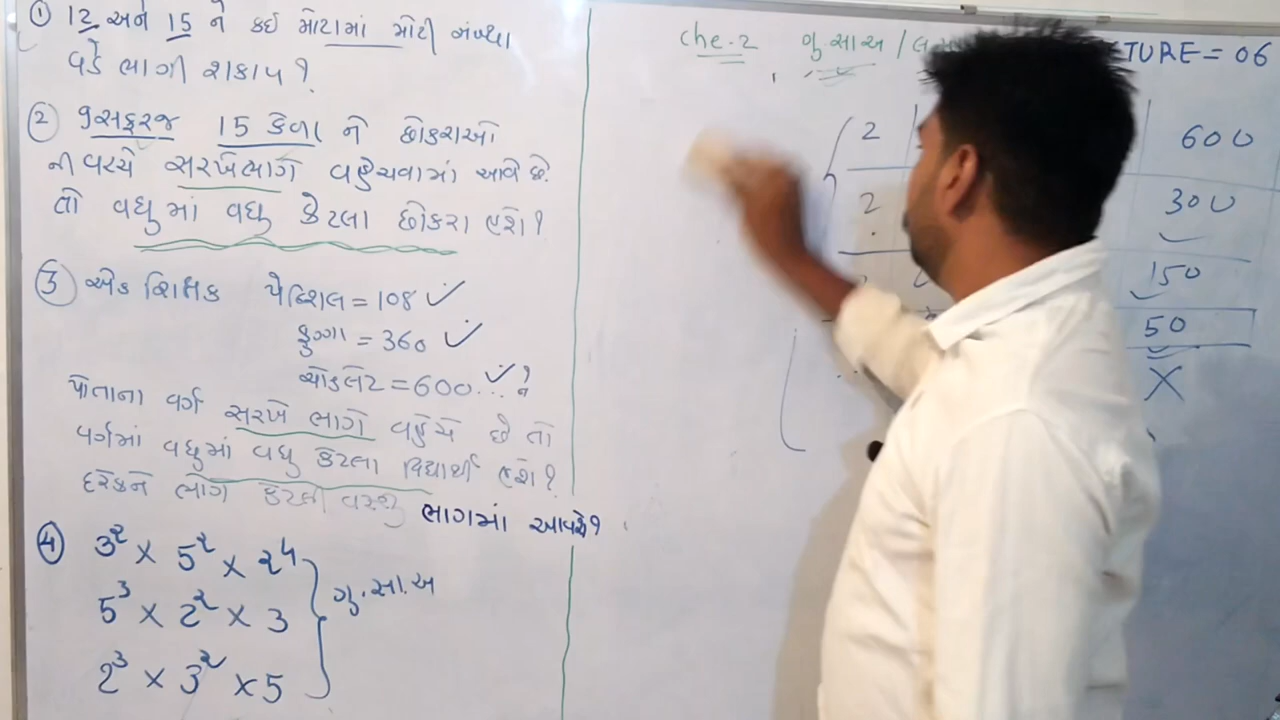 ① 12 અને 15 ને કઈ મોટામાં મોટી સંખ્યા
વડે ભાગી શકાય?
② 9સફરજ 15 કેળા ને છોકરાઓ
ની વચ્ચે સરખેભાગે વહેચવામાં આવે છે.
તો વધુમાં વધુ કેટલા છોકરા હશે?
③ એક શિક્ષક પેન્શિલ = 108 ✓
ફુગ્ગા = 360 ✓
ચોકલેટ = 600 ✓ ને
પોતાના વર્ગ સરખે ભાગે વહેંચે છે તો
વર્ગમાં વધુમાં વધુ કેટલા વિદ્યાર્થી હશે?
દરેકને ભાગે કેટલી વસ્તુ ભાગમાં આવશે?
④ 3² × 5² × 2⁴
5³ × 2² × 3 ગુ.સા.અ
2³ × 3² × 5
che.2 ગુ.સાઅ / લ
TURE = 06
2 600
2 300
150
50
X